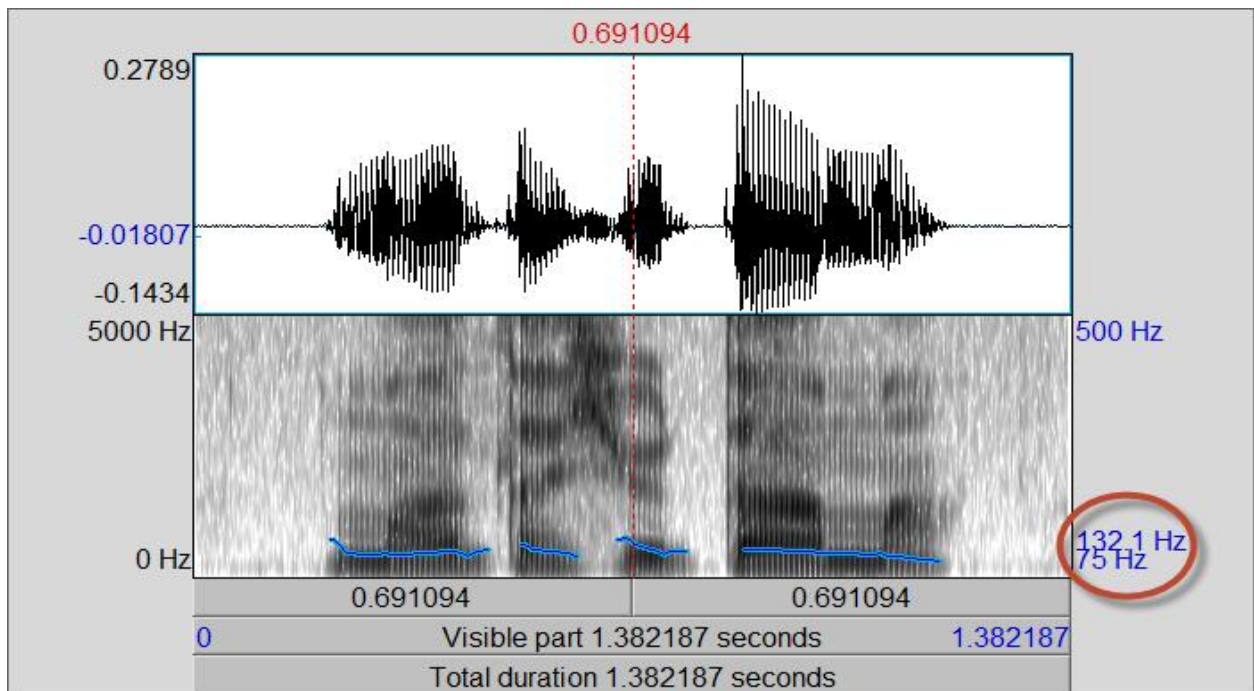 0.691094
0.2789
-0.01807
-0.1434
5000 Hz
500 Hz
132.1 Hz
0 Hz
75 Hz
0.691094 0.691094
0 Visible part 1.382187 seconds 1.382187
Total duration 1.382187 seconds